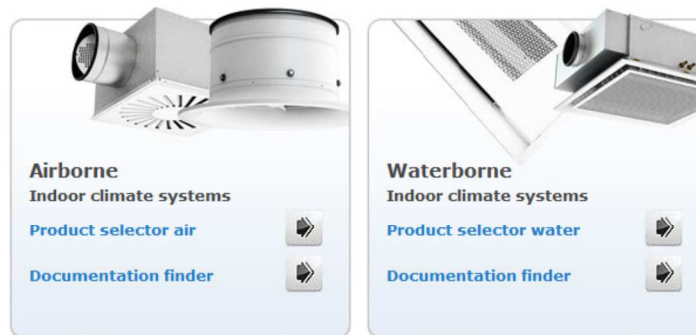 Airborne
Indoor climate systems
Product selector air
Documentation finder
Waterborne
Indoor climate systems
Product selector water
Documentation finder